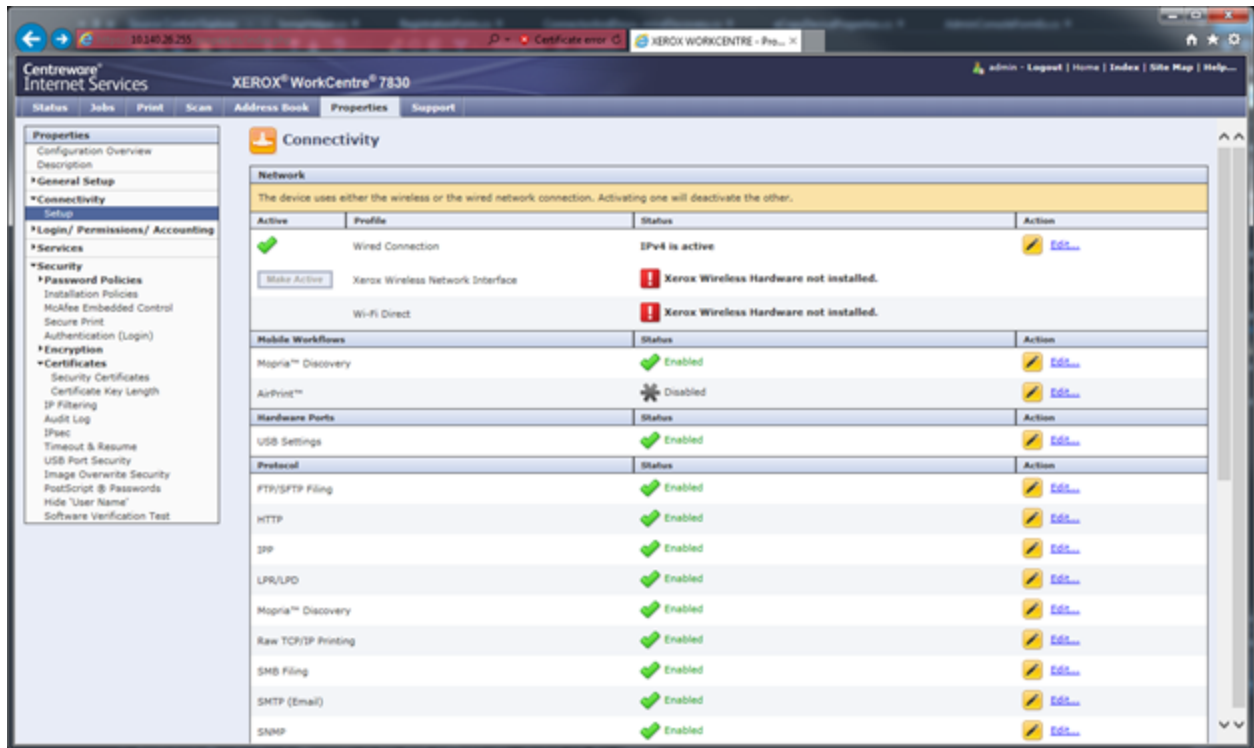 10.140.26.255
Certificate error
XEROX WORKCENTRE - Pro...
Centreware®
Internet Services
XEROX® WorkCentre® 7830
admin - Logout | Home | Index | Site Map | Help...
Status Jobs Print Scan Address Book Properties Support
Properties
Configuration Overview
Description
General Setup
Connectivity
Setup
Login/ Permissions/ Accounting
Services
Security
Password Policies
Installation Policies
McAfee Embedded Control
Secure Print
Authentication (Login)
Encryption
Certificates
Security Certificates
Certificate Key Length
IP Filtering
Audit Log
IPsec
Timeout & Resume
USB Port Security
Image Overwrite Security
PostScript ® Passwords
Hide 'User Name'
Software Verification Test
Connectivity
Network
The device uses either the wireless or the wired network connection. Activating one will deactivate the other.
Active Profile Status Action
Wired Connection IPv4 is active Edit...
Make Active Xerox Wireless Network Interface Xerox Wireless Hardware not installed.
Wi-Fi Direct Xerox Wireless Hardware not installed.
Mobile Workflows Status Action
Mopria™ Discovery Enabled Edit...
AirPrint™ Disabled Edit...
Hardware Ports Status Action
USB Settings Enabled Edit...
Protocol Status Action
FTP/SFTP Filing Enabled Edit...
HTTP Enabled Edit...
IPP Enabled Edit...
LPR/LPD Enabled Edit...
Mopria™ Discovery Enabled Edit...
Raw TCP/IP Printing Enabled Edit...
SMB Filing Enabled Edit...
SMTP (Email) Enabled Edit...
SNMP Enabled Edit...